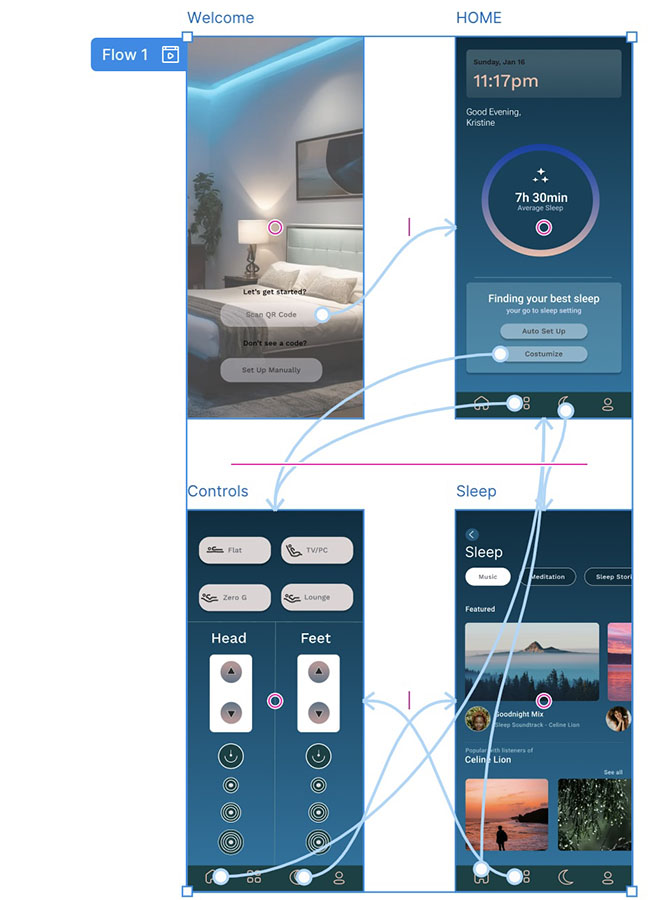 Welcome
HOME
Flow 1
Let's get started?
Scan QR Code
Don't see a code?
Set Up Manually
Sunday, Jan 16
11:17pm
Good Evening,
Kristine
7h 30min
Average Sleep
Finding your best sleep
your go to sleep setting
Auto Set Up
Costumize
Controls
Sleep
Flat
TV/PC
Zero G
Lounge
Head
Feet
Sleep
Music
Meditation
Sleep Stori
Featured
Goodnight Mix
Sleep Soundtrack - Celine Lion
Popular with listeners of
Celine Lion
See all